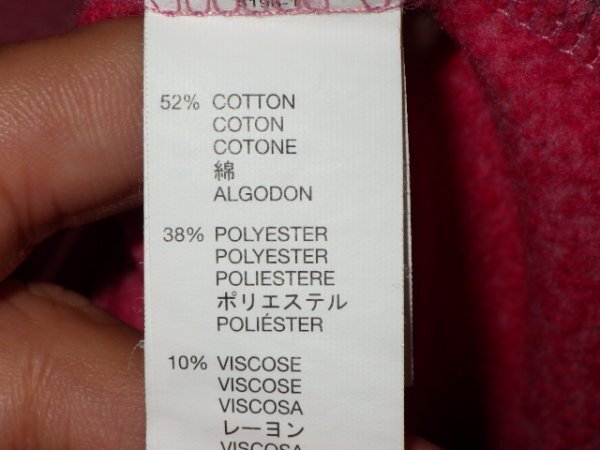 52% COTTON
COTON
COTONE
綿
ALGODON
38% POLYESTER
POLYESTER
POLIESTERE
ポリエステル
POLIÉSTER
10% VISCOSE
VISCOSE
VISCOSA
レーヨン
VISCOSA